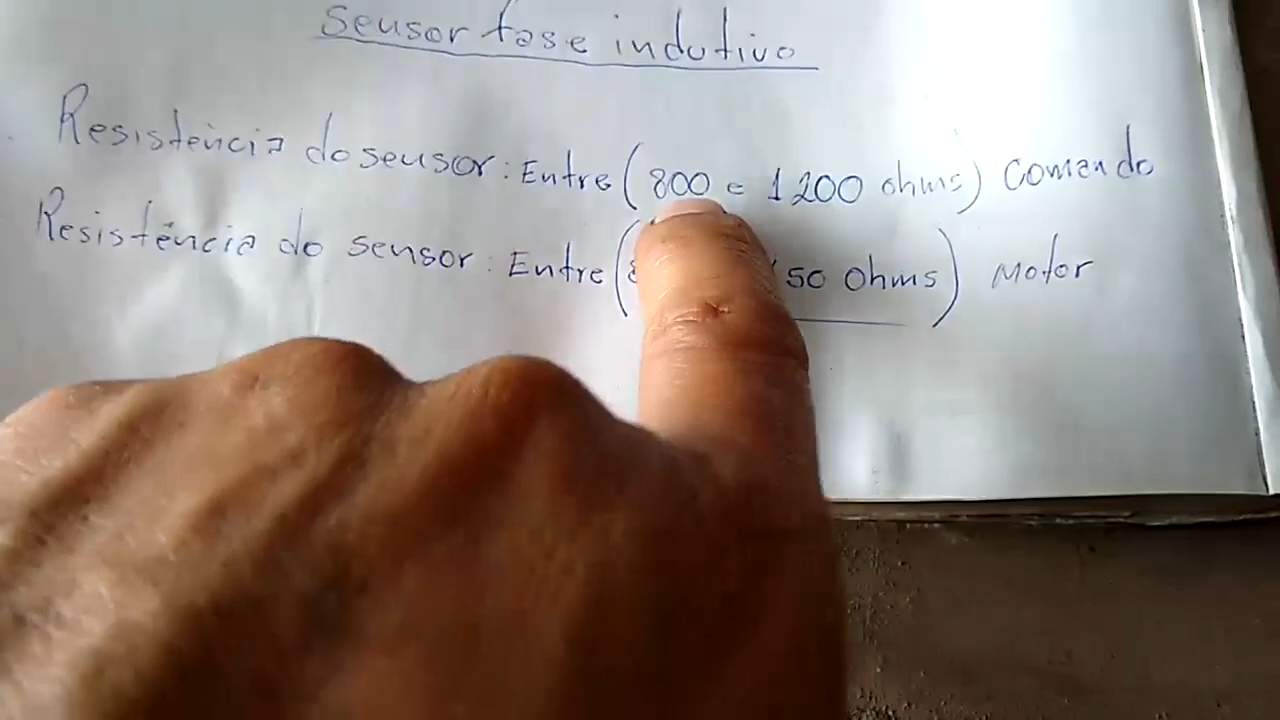 Sensor fase indutivo
Resistência do sensor: Entre (800 e 1200 ohms) Comando
Resistência do sensor: Entre ( 50 ohms) Motor